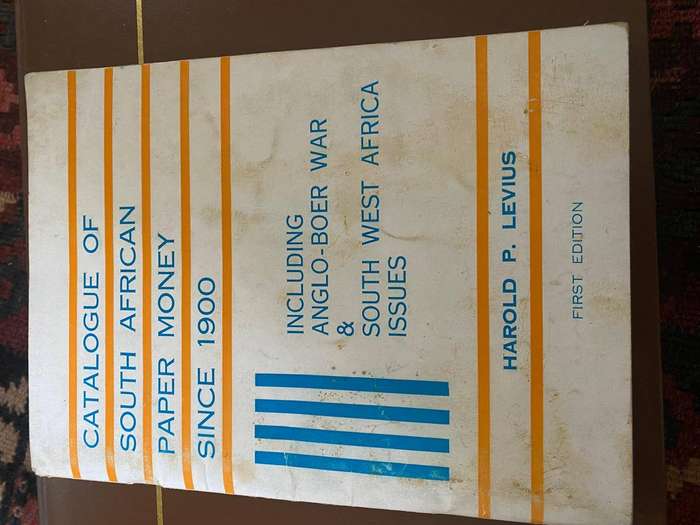 CATALOGUE OF
SOUTH AFRICAN
PAPER MONEY
SINCE 1900
INCLUDING
ANGLO-BOER WAR
&
SOUTH WEST AFRICA
ISSUES
HAROLD P. LEVIUS
FIRST EDITION